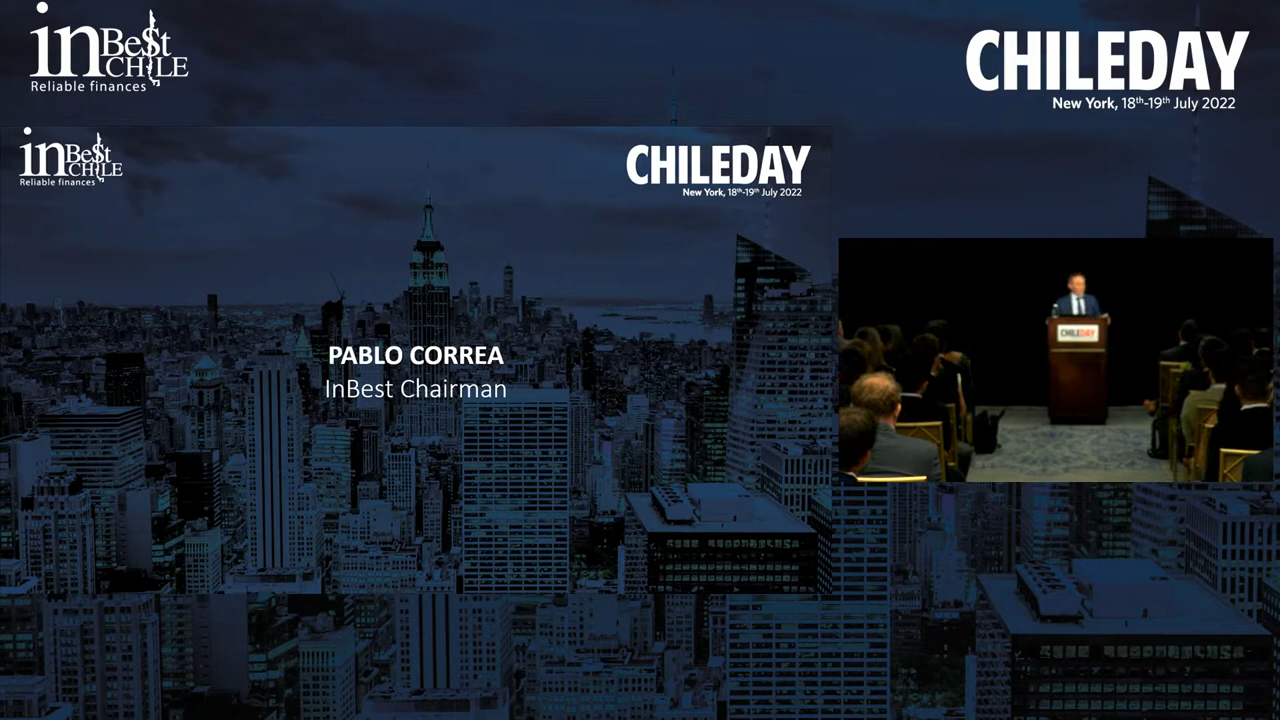 inBe$t
CHILE
Reliable finances
CHILEDAY
New York, 18th-19th July 2022
inBe$t
CHILE
Reliable finances
CHILEDAY
New York, 18th-19th July 2022
PABLO CORREA
InBest Chairman
CHILEDAY